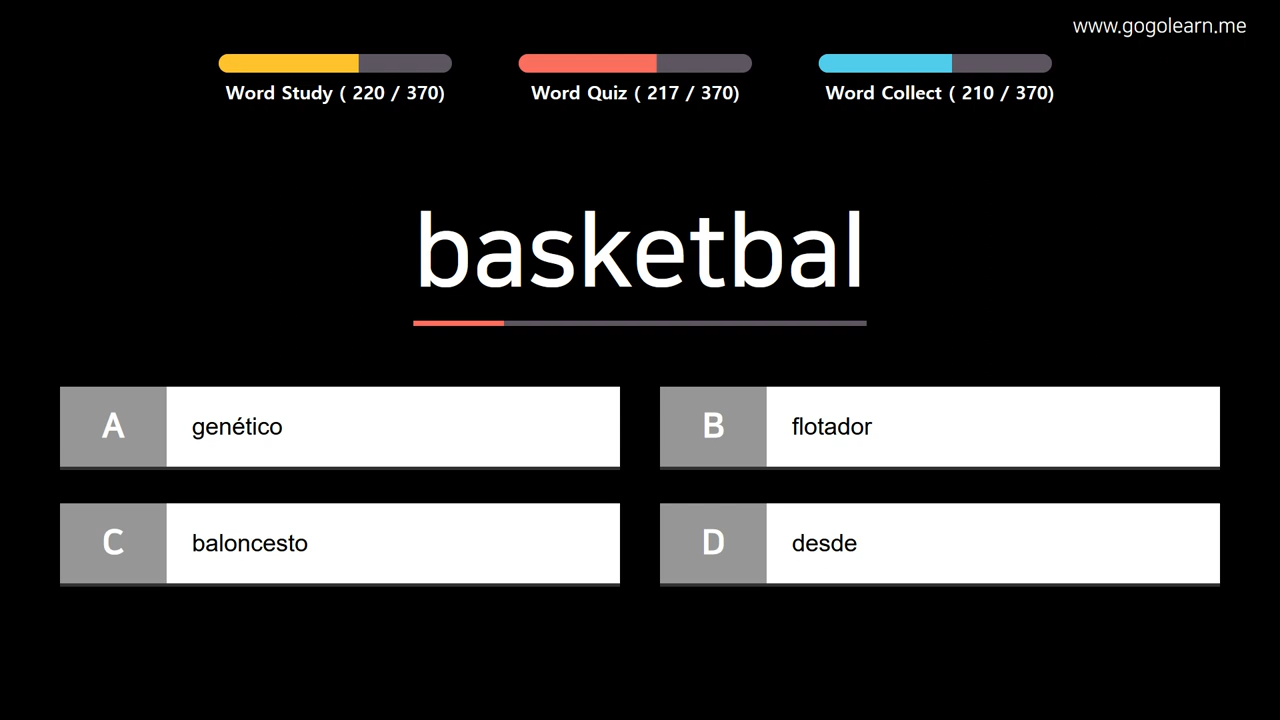 www.gogolearn.me
Word Study ( 220 / 370)
Word Quiz ( 217 / 370)
Word Collect ( 210 / 370)
basketbal
A
genético
B
flotador
C
baloncesto
D
desde